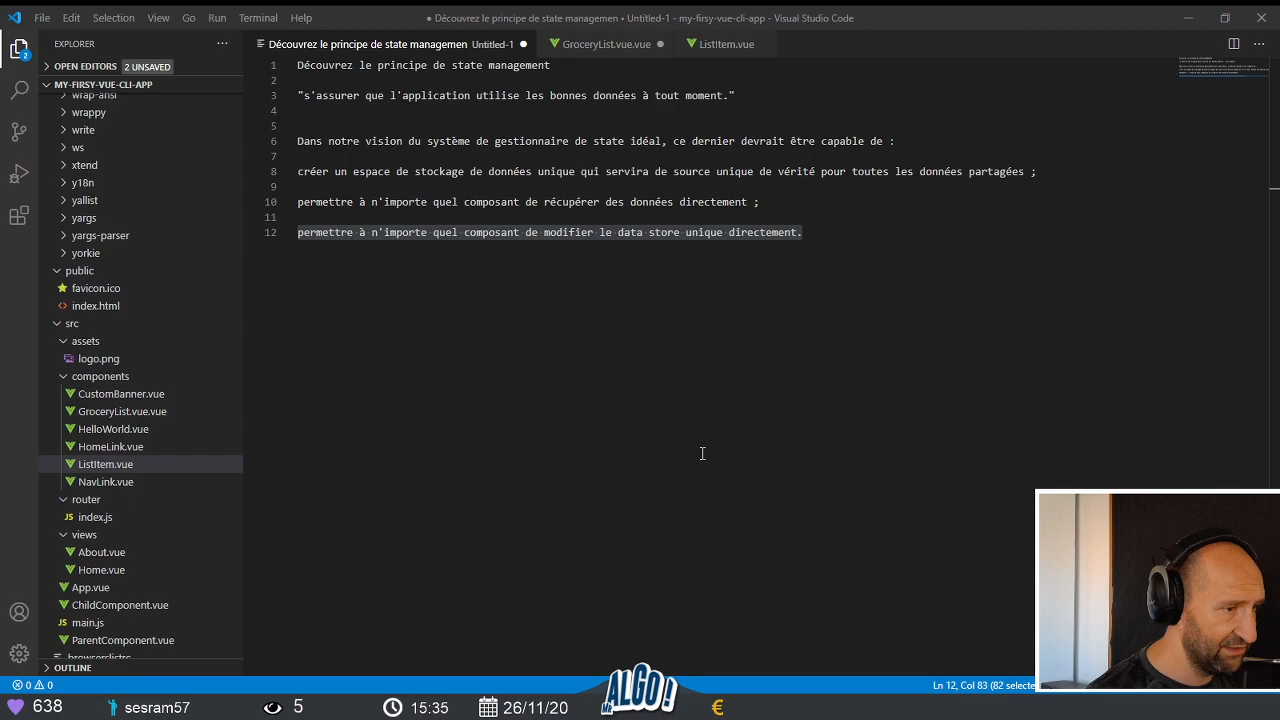 File Edit Selection View Go Run Terminal Help
● Découvrez le principe de state managemen • Untitled-1 - my-firsy-vue-cli-app - Visual Studio Code
EXPLORER
Découvrez le principe de state managemen Untitled-1
GroceryList.vue.vue
ListItem.vue
OPEN EDITORS 2 UNSAVED
MY-FIRSY-VUE-CLI-APP
wrap-ansi
wrappy
write
ws
xtend
y18n
yallist
yargs
yargs-parser
yorkie
public
favicon.ico
index.html
src
assets
logo.png
components
CustomBanner.vue
GroceryList.vue.vue
HelloWorld.vue
HomeLink.vue
ListItem.vue
NavLink.vue
router
JS index.js
views
About.vue
Home.vue
App.vue
ChildComponent.vue
JS main.js
ParentComponent.vue
.browserslistrc
OUTLINE
2
1 Découvrez le principe de state management
2
3 "s'assurer que l'application utilise les bonnes données à tout moment."
4
5
6 Dans notre vision du système de gestionnaire de state idéal, ce dernier devrait être capable de :
7
8 créer un espace de stockage de données unique qui servira de source unique de vérité pour toutes les données partagées ;
9
10 permettre à n'importe quel composant de récupérer des données directement ;
11
12 permettre à n'importe quel composant de modifier le data store unique directement.
0 0
Ln 12, Col 83 (82 selecte
638 sesram57 5 15:35 26/11/20 €
Mr ALGO!